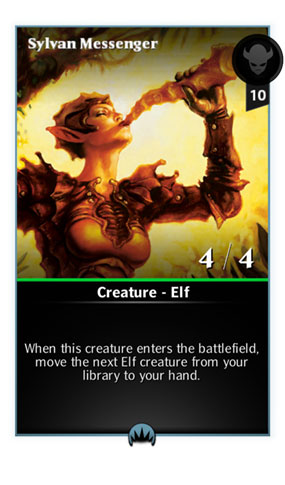 Sylvan Messenger
10
4 / 4
Creature - Elf
When this creature enters the battlefield,
move the next Elf creature from your
library to your hand.